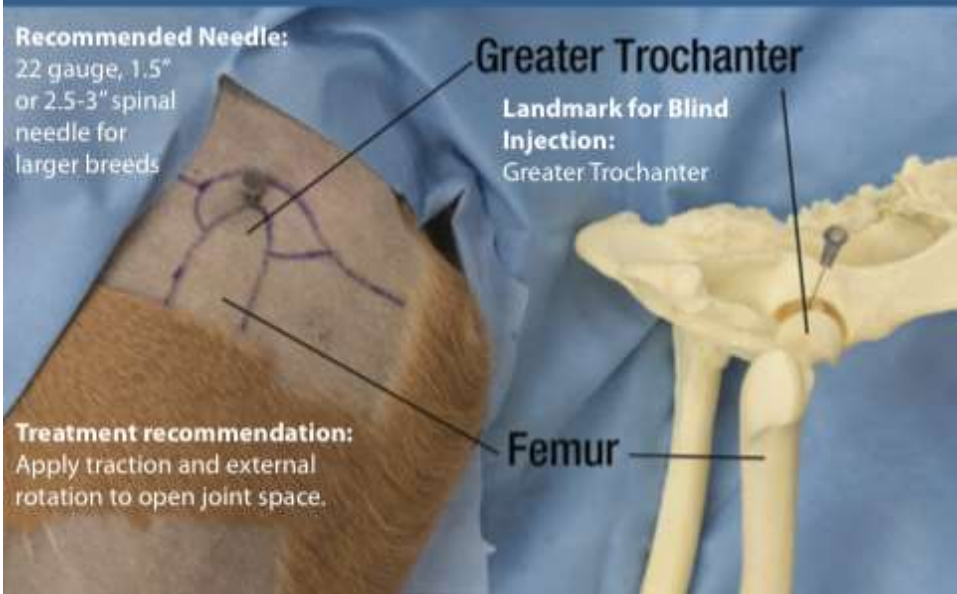 Recommended Needle:
22 gauge, 1.5"
or 2.5-3" spinal
needle for
larger breeds
Greater Trochanter
Landmark for Blind
Injection:
Greater Trochanter
Treatment recommendation:
Apply traction and external
rotation to open joint space.
Femur